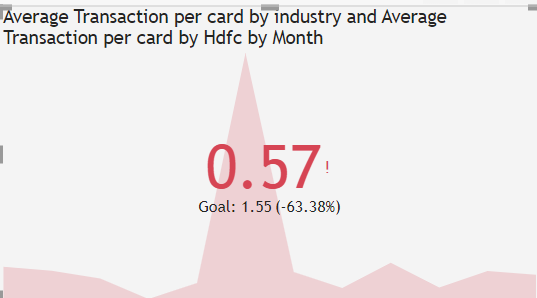 Average Transaction per card by industry and Average
Transaction per card by Hdfc by Month
0.57!
Goal: 1.55 (-63.38%)